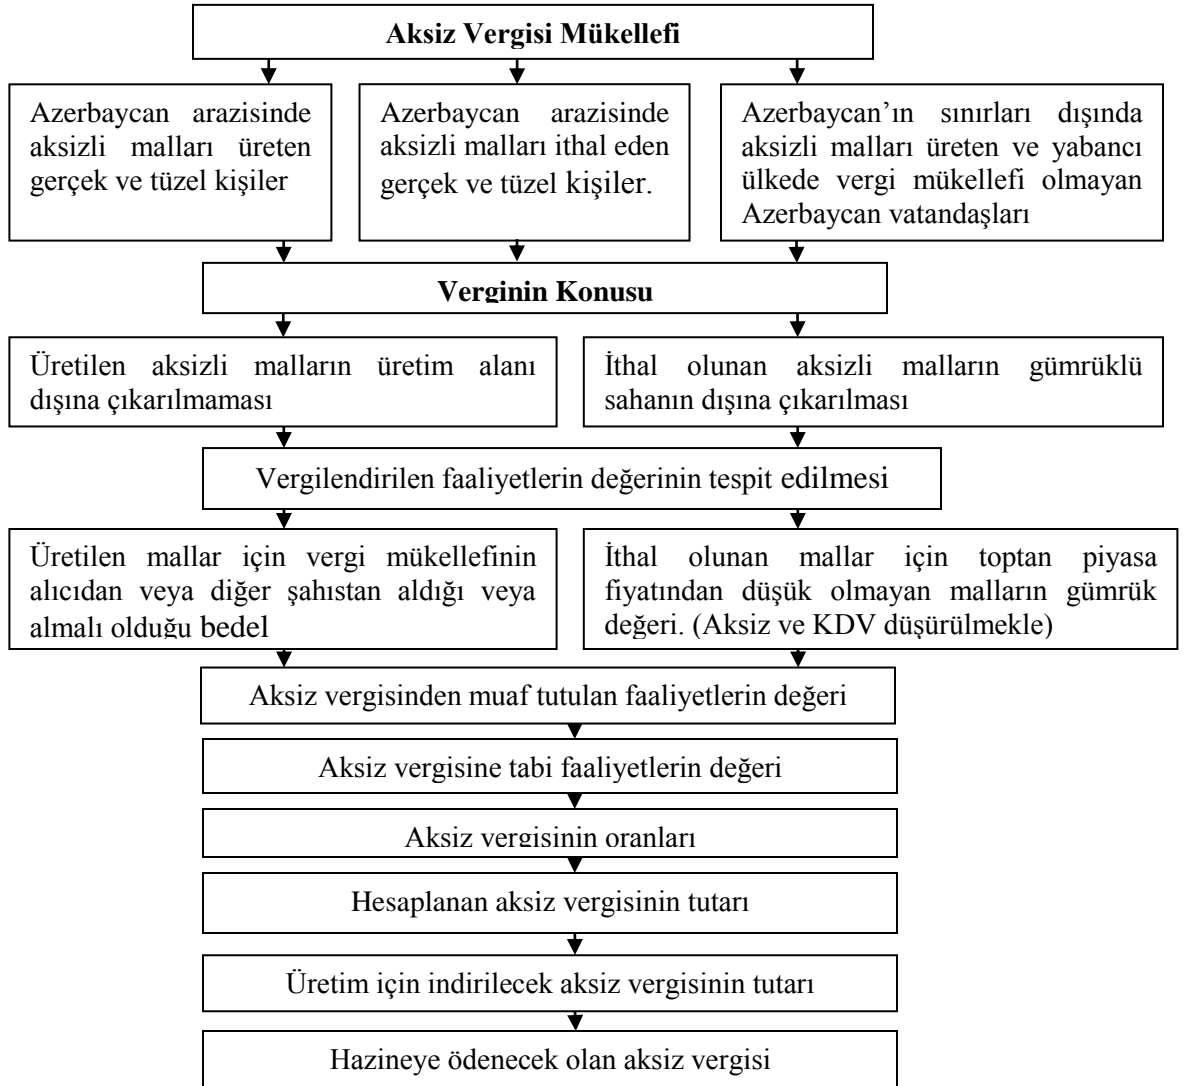 Aksiz Vergisi Mükellefi
Azerbaycan arazisinde
aksizli malları üreten
gerçek ve tüzel kişiler
Azerbaycan arazisinde
aksizli malları ithal eden
gerçek ve tüzel kişiler.
Azerbaycan’ın sınırları dışında
aksizli malları üreten ve yabancı
ülkede vergi mükellefi olmayan
Azerbaycan vatandaşları
Verginin Konusu
Üretilen aksizli malların üretim alanı
dışına çıkarılmaması
İthal olunan aksizli malların gümrüklü
sahanın dışına çıkarılması
Vergilendirilen faaliyetlerin değerinin tespit edilmesi
Üretilen mallar için vergi mükellefinin
alıcıdan veya diğer şahıstan aldığı veya
almalı olduğu bedel
İthal olunan mallar için toptan piyasa
fiyatından düşük olmayan malların gümrük
değeri. (Aksiz ve KDV düşürülmekle)
Aksiz vergisinden muaf tutulan faaliyetlerin değeri
Aksiz vergisine tabi faaliyetlerin değeri
Aksiz vergisinin oranları
Hesaplanan aksiz vergisinin tutarı
Üretim için indirilecek aksiz vergisinin tutarı
Hazineye ödenecek olan aksiz vergisi